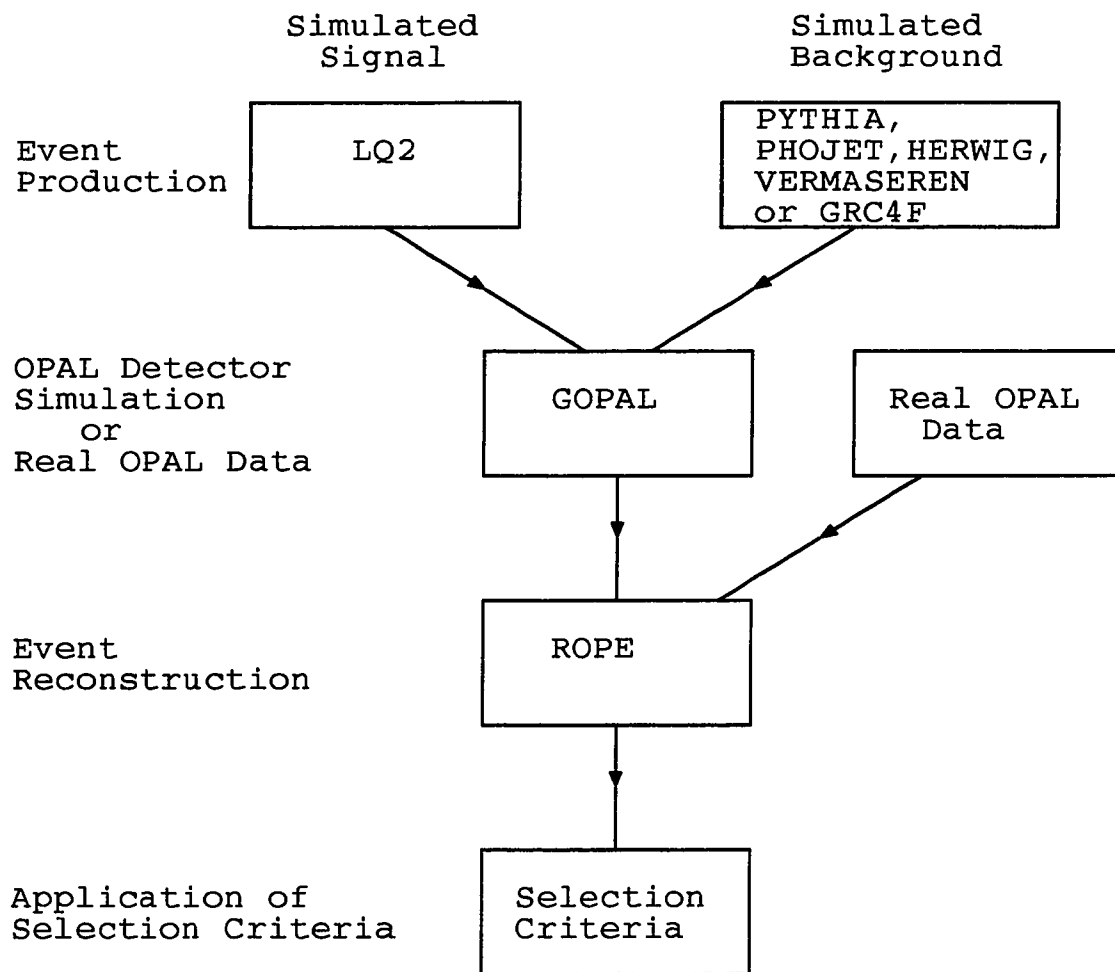 Simulated
Signal
Simulated
Background
Event
Production
LQ2
PYTHIA,
PHOJET,HERWIG,
VERMASEREN
or GRC4F
OPAL Detector
Simulation
or
Real OPAL Data
GOPAL
Real OPAL
Data
Event
Reconstruction
ROPE
Application of
Selection Criteria
Selection
Criteria